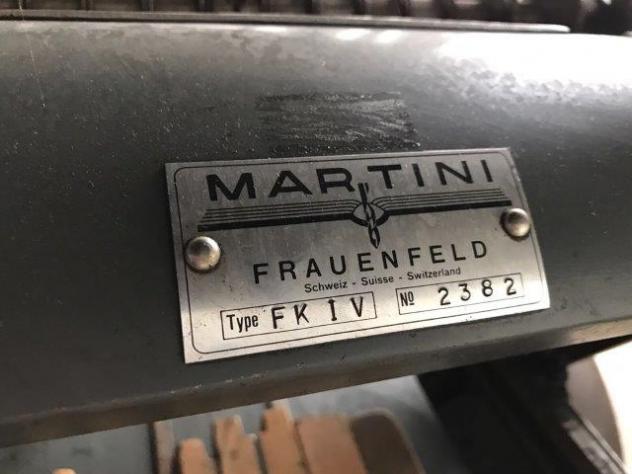 MARTINI
FRAUENFELD
Schweiz - Suisse - Switzerland
Type FK IV № 2382